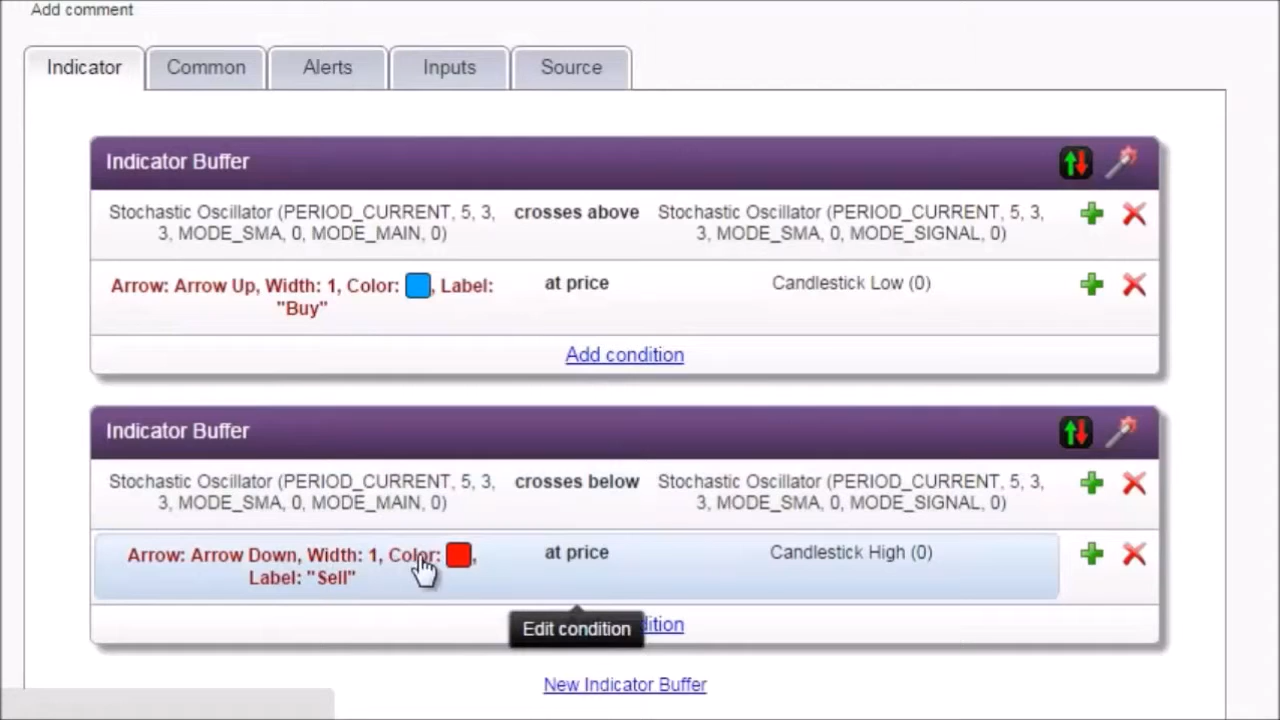 Add comment
Indicator
Common
Alerts
Inputs
Source
Indicator Buffer
Stochastic Oscillator (PERIOD_CURRENT, 5, 3,
3, MODE_SMA, 0, MODE_MAIN, 0)
crosses above
Stochastic Oscillator (PERIOD_CURRENT, 5, 3,
3, MODE_SMA, 0, MODE_SIGNAL, 0)
Arrow: Arrow Up, Width: 1, Color: , Label:
"Buy"
at price
Candlestick Low (0)
Add condition
Indicator Buffer
Stochastic Oscillator (PERIOD_CURRENT, 5, 3,
3, MODE_SMA, 0, MODE_MAIN, 0)
crosses below
Stochastic Oscillator (PERIOD_CURRENT, 5, 3,
3, MODE_SMA, 0, MODE_SIGNAL, 0)
Arrow: Arrow Down, Width: 1, Color: ,
Label: "Sell"
at price
Candlestick High (0)
Edit condition
New Indicator Buffer